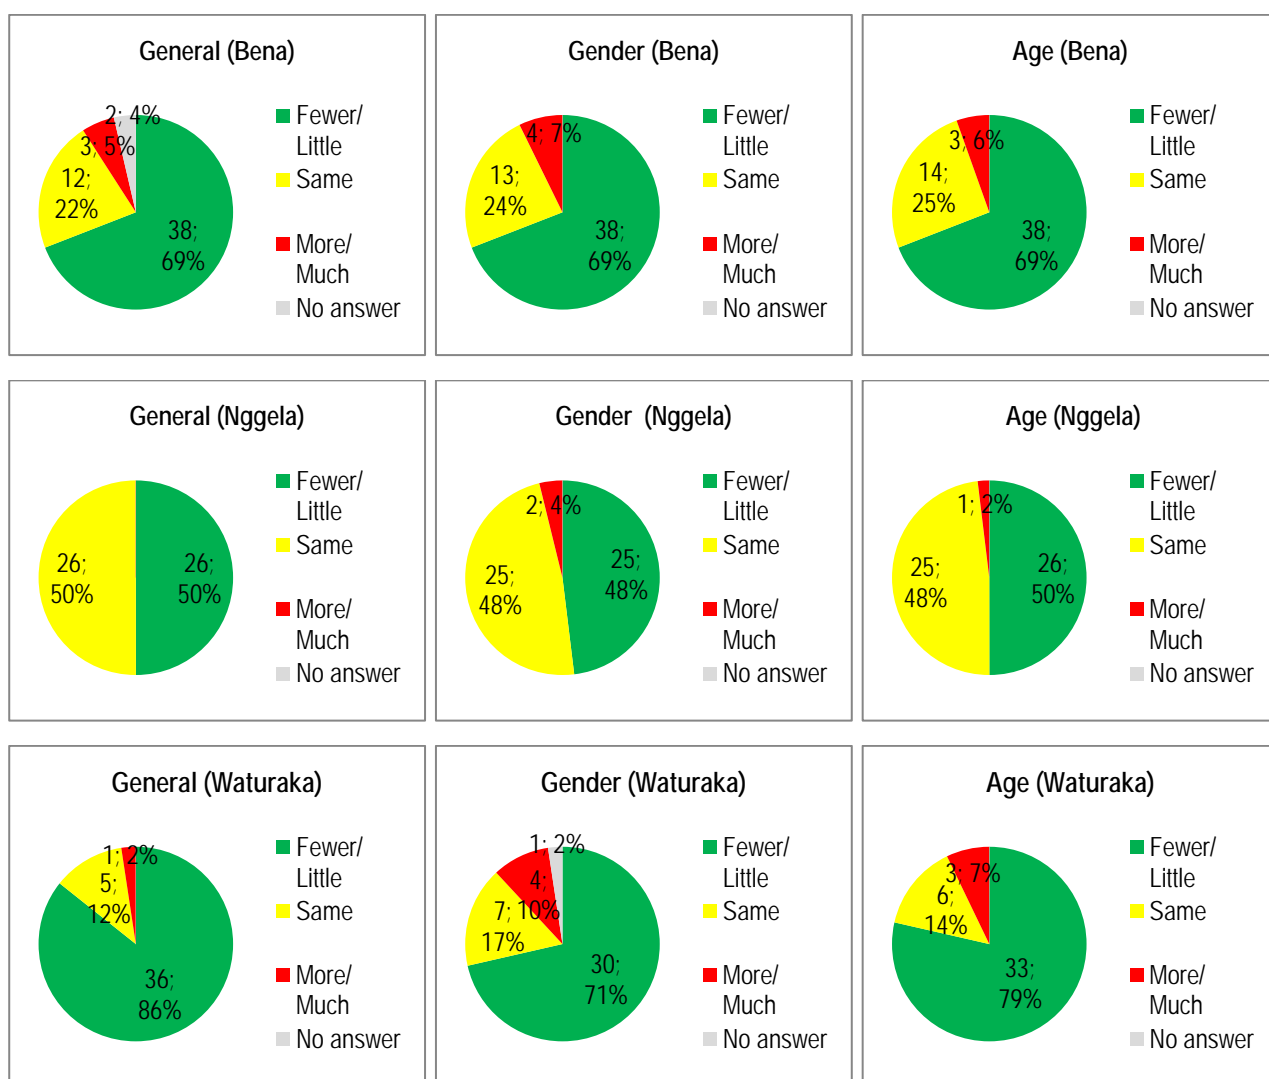 General (Bena)
2; 4%
3; 5%
12;
22%
38;
69%
Fewer/
Little
Same
More/
Much
No answer
Gender (Bena)
4; 7%
13;
24%
38;
69%
Fewer/
Little
Same
More/
Much
No answer
Age (Bena)
3; 6%
14;
25%
38;
69%
Fewer/
Little
Same
More/
Much
No answer
General (Nggela)
26;
50%
26;
50%
Fewer/
Little
Same
More/
Much
No answer
Gender (Nggela)
2; 4%
25;
48%
25;
48%
Fewer/
Little
Same
More/
Much
No answer
Age (Nggela)
1; 2%
25;
48%
26;
50%
Fewer/
Little
Same
More/
Much
No answer
General (Waturaka)
1; 2%
5;
12%
36;
86%
Fewer/
Little
Same
More/
Much
No answer
Gender (Waturaka)
1; 2%
4;
10%
7;
17%
30;
71%
Fewer/
Little
Same
More/
Much
No answer
Age (Waturaka)
3; 7%
6;
14%
33;
79%
Fewer/
Little
Same
More/
Much
No answer